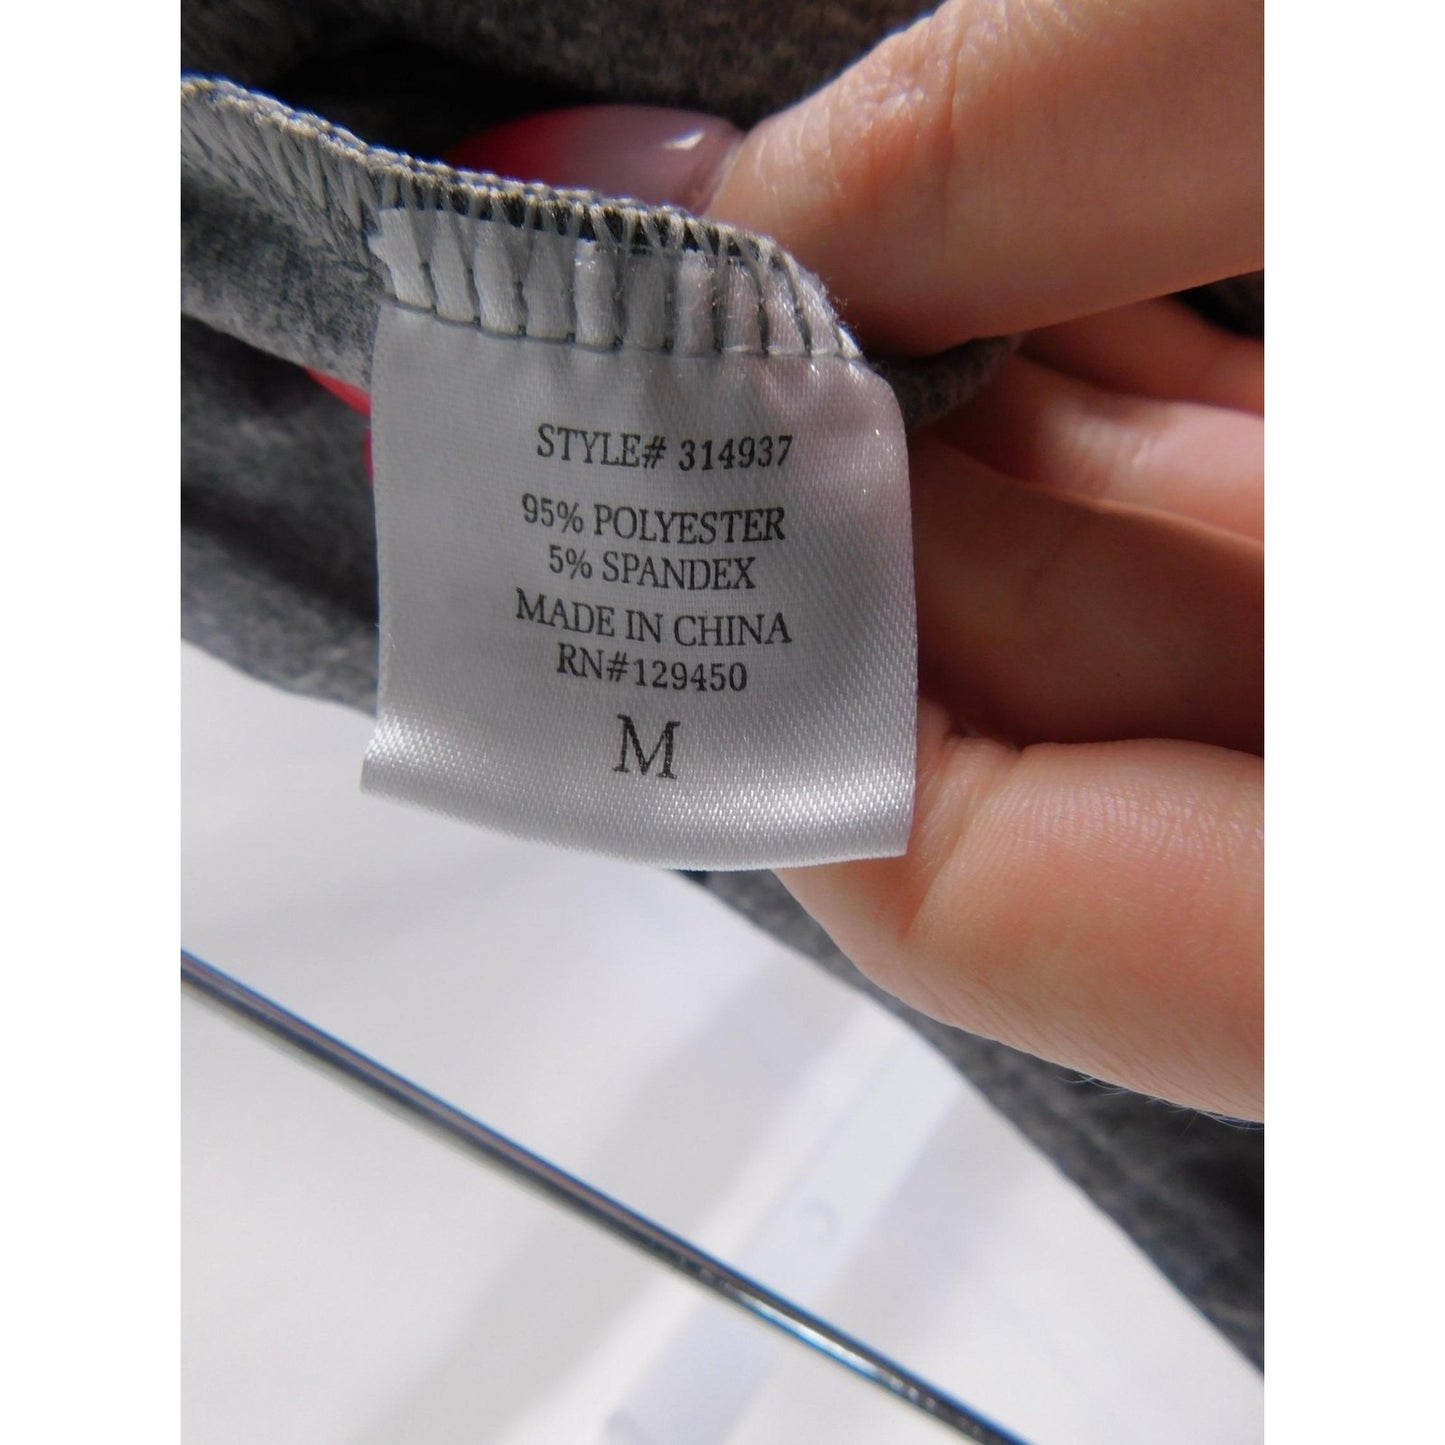 STYLE# 314937
95% POLYESTER
5% SPANDEX
MADE IN CHINA
RN#129450
M